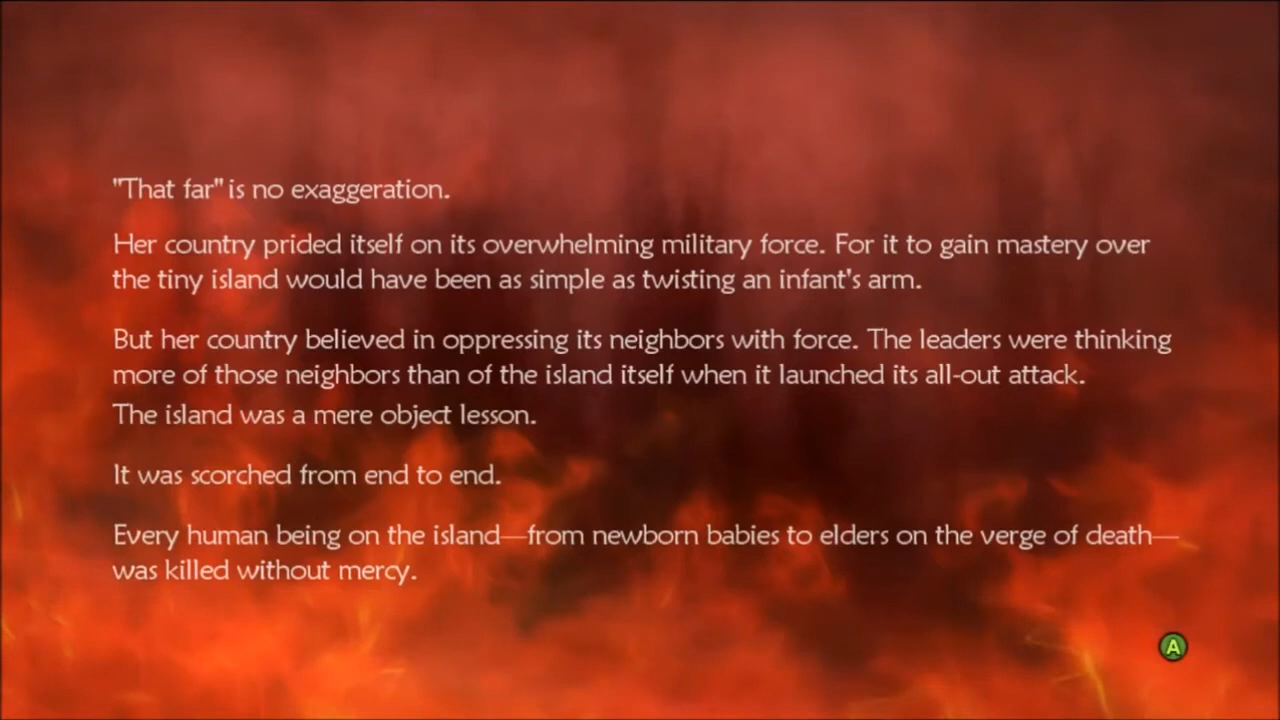 "That far" is no exaggeration.
Her country prided itself on its overwhelming military force. For it to gain mastery over
the tiny island would have been as simple as twisting an infant's arm.
But her country believed in oppressing its neighbors with force. The leaders were thinking
more of those neighbors than of the island itself when it launched its all-out attack.
The island was a mere object lesson.
It was scorched from end to end.
Every human being on the island—from newborn babies to elders on the verge of death—
was killed without mercy.
A